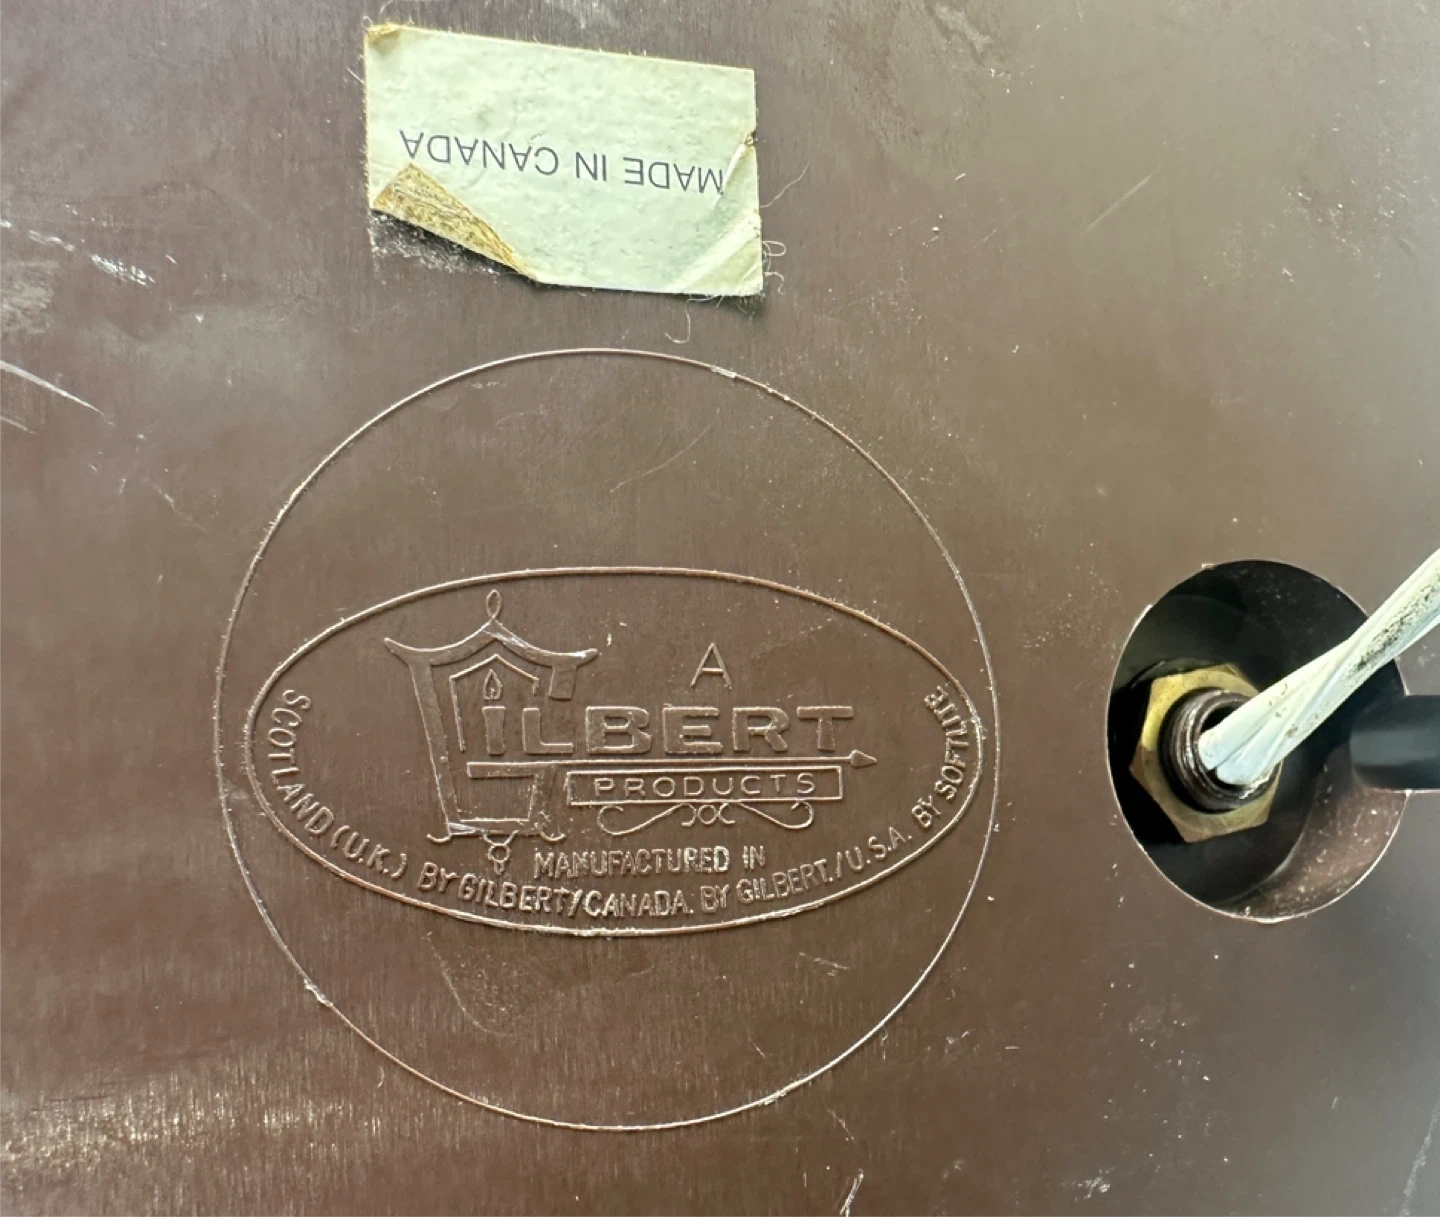 MADE IN CANADA
A
GILBERT
PRODUCTS
MANUFACTURED IN
SCOTLAND (U.K.) BY GILBERT/CANADA. BY GILBERT./U.S.A. BY SOFTLITE